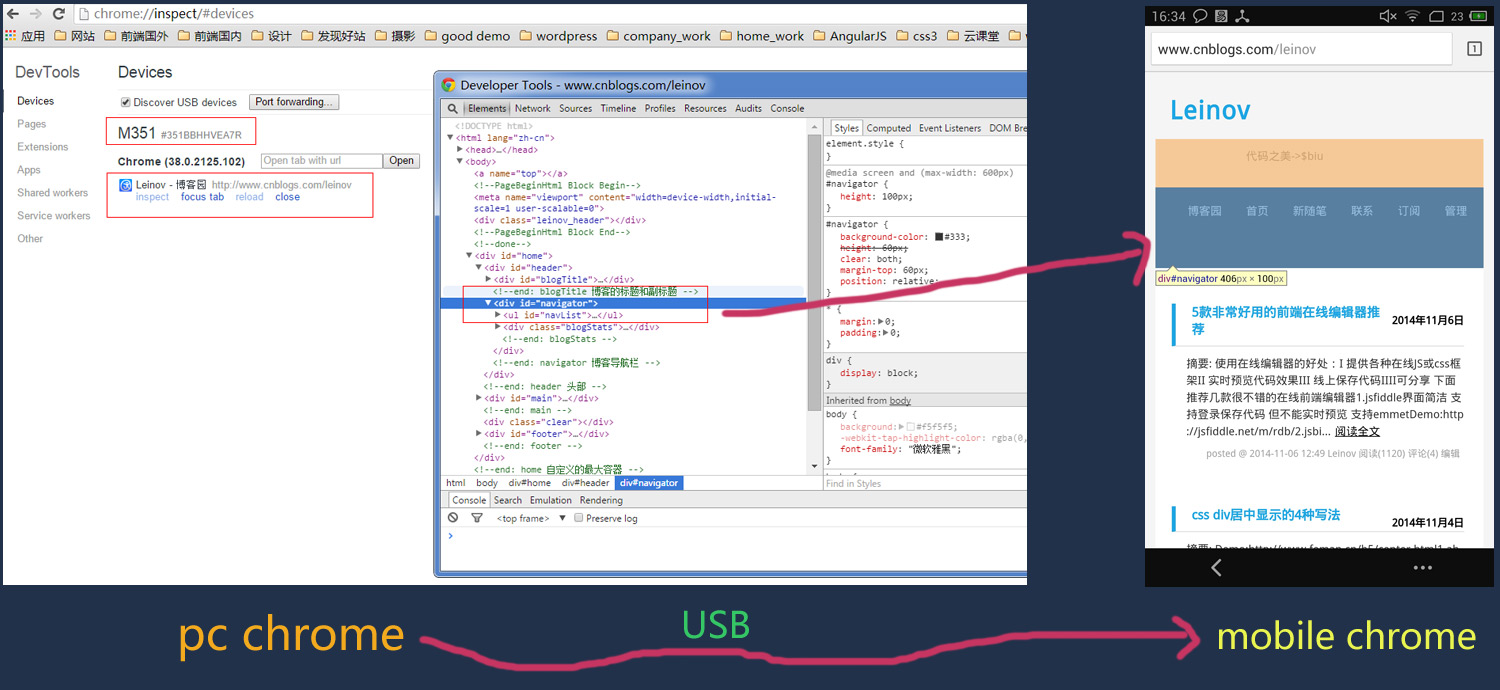 chrome://inspect/#devices
应用 网站 前端国外 前端国内 设计 发现好站 摄影 good demo wordpress company_work home_work AngularJS css3 云课堂
DevTools
Devices
Pages
Extensions
Apps
Shared workers
Service workers
Other
Devices
Discover USB devices Port forwarding...
M351 #351BBHHVEA7R
Chrome (38.0.2125.102) Open tab with url Open
Leinov - 博客园 http://www.cnblogs.com/leinov
inspect focus tab reload close
Developer Tools - www.cnblogs.com/leinov
Elements Network Sources Timeline Profiles Resources Audits Console
<!DOCTYPE html>
<html lang="zh-cn">
<head>…</head>
<body>
<a name="top"></a>
<!--PageBeginHtml Block Begin-->
<meta name="viewport" content="width=device-width,initial-
scale=1 user-scalable=0">
<div class="leinov_header"></div>
<!--PageBeginHtml Block End-->
<!--done-->
<div id="home">
<div id="header">
<div id="blogTitle">…</div>
<!--end: blogTitle 博客的标题和副标题 -->
<div id="navigator">
<ul id="navList">…</ul>
<div class="blogStats">…</div>
<!--end: blogStats -->
</div>
<!--end: navigator 博客导航栏 -->
</div>
<!--end: header 头部 -->
<div id="main">…</div>
<!--end: main -->
<div class="clear"></div>
<div id="footer">…</div>
<!--end: footer -->
</div>
<!--end: home 自定义的最大容器 -->
html body div#home div#header div#navigator
Styles Computed Event Listeners DOM Bre
element.style {
}
@media screen and (max-width: 600px)
#navigator {
height: 100px;
}
#navigator {
background-color: #333;
height: 60px;
clear: both;
margin-top: 60px;
position: relative;
}
* {
margin: 0;
padding: 0;
}
div {
display: block;
}
Inherited from body
body {
background: #f5f5f5;
-webkit-tap-highlight-color: rgba(0,
font-family: "微软雅黑";
}
Find in Styles
Console Search Emulation Rendering
<top frame> Preserve log
>
16:34 23
www.cnblogs.com/leinov 1
Leinov
代码之美->$biu
博客园 首页 新随笔 联系 订阅 管理
div#navigator 406px × 100px
5款非常好用的前端在线编辑器推
荐
2014年11月6日
摘要: 使用在线编辑器的好处：I 提供各种在线JS或css框
架II 实时预览代码效果III 线上保存代码IIII可分享 下面
推荐几款很不错的在线前端编辑器1.jsfiddle界面简洁 支
持登录保存代码 但不能实时预览 支持emmetDemo:http
://jsfiddle.net/m/rdb/2.jsbi... 阅读全文
posted @ 2014-11-06 12:49 Leinov 阅读(1120) 评论(4) 编辑
css div居中显示的4种写法
2014年11月4日
pc chrome
USB
mobile chrome